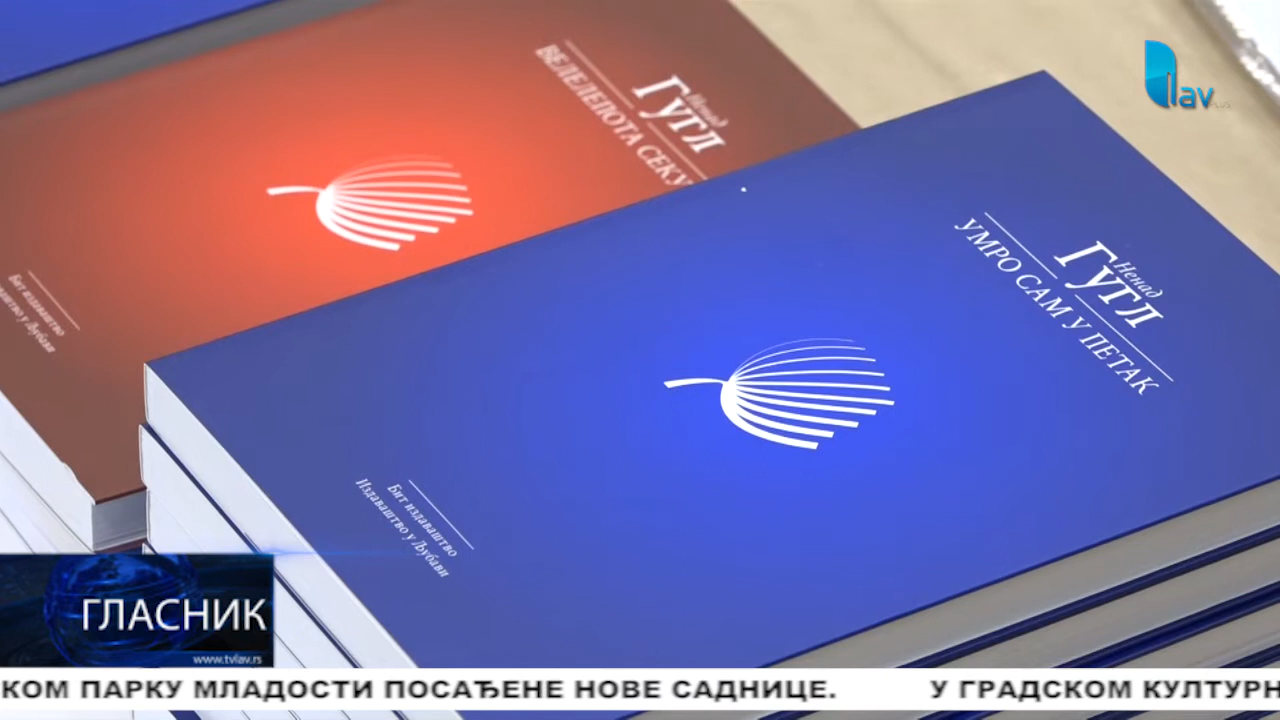 lav
Ненад
Гугл
ВЕЛЕЛЕПОТА СЕКУ
Бит издаваштво
у Љубави
Ненад
Гугл
УМРО САМ У ПЕТАК
Бит издаваштво
Издаваштво у Љубави
ГЛАСНИК
www.tvlav.rs
КОМ ПАРКУ МЛАДОСТИ ПОСАЂЕНЕ НОВЕ САДНИЦЕ. У ГРАДСКОМ КУЛТУРН